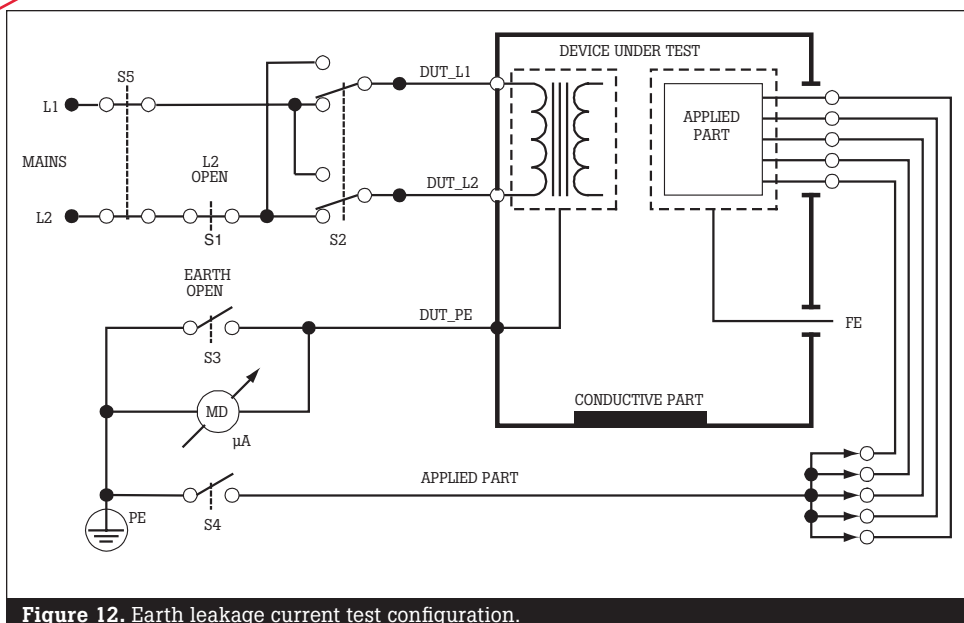 DEVICE UNDER TEST
S5
DUT_L1
L1
APPLIED
PART
MAINS
L2
OPEN
DUT_L2
L2
S1
S2
EARTH
OPEN
DUT_PE
FE
S3
CONDUCTIVE PART
MD
µA
APPLIED PART
PE
S4
Figure 12. Earth leakage current test configuration.